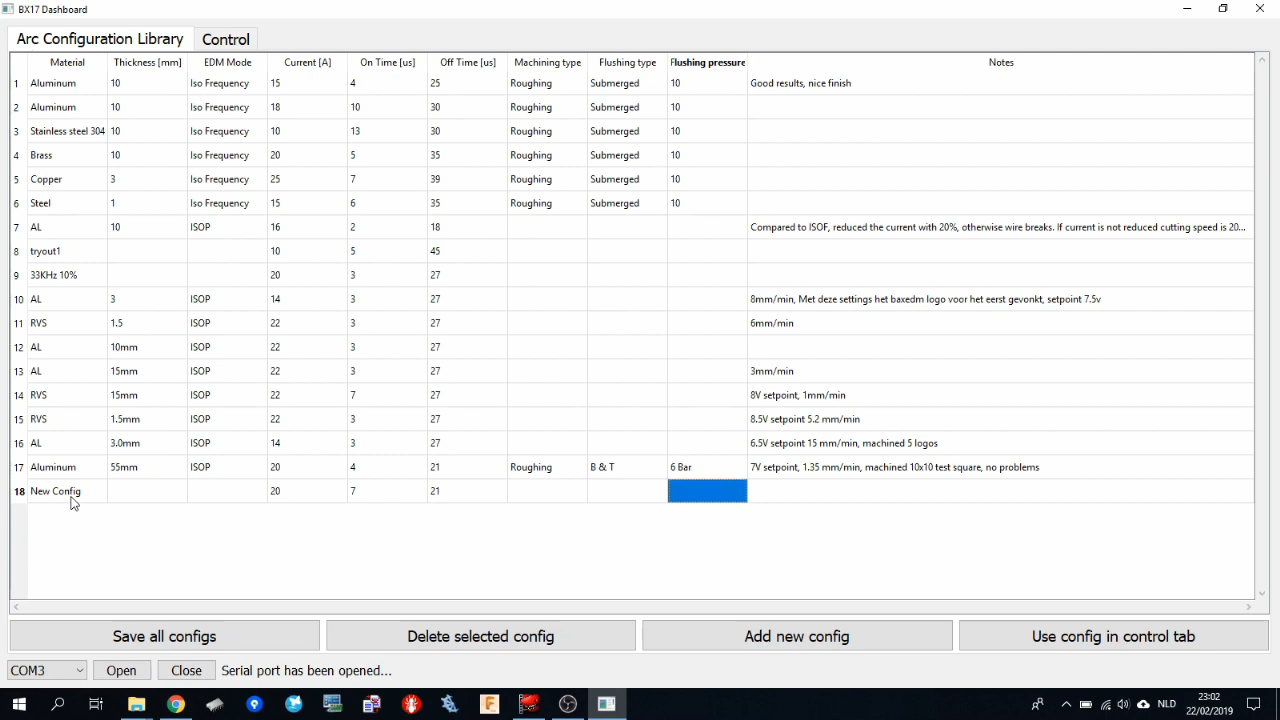 BX17 Dashboard
Arc Configuration Library Control
Material Thickness [mm] EDM Mode Current [A] On Time [us] Off Time [us] Machining type Flushing type Flushing pressure Notes
1 Aluminum 10 Iso Frequency 15 4 25 Roughing Submerged 10 Good results, nice finish
2 Aluminum 10 Iso Frequency 18 10 30 Roughing Submerged 10
3 Stainless steel 304 10 Iso Frequency 10 13 30 Roughing Submerged 10
4 Brass 10 Iso Frequency 20 5 35 Roughing Submerged 10
5 Copper 3 Iso Frequency 25 7 39 Roughing Submerged 10
6 Steel 1 Iso Frequency 15 6 35 Roughing Submerged 10
7 AL 10 ISOP 16 2 18 Compared to ISOF, reduced the current with 20%, otherwise wire breaks. If current is not reduced cutting speed is 20...
8 tryout1 10 5 45
9 33KHz 10% 20 3 27
10 AL 3 ISOP 14 3 27 8mm/min, Met deze settings het baxedm logo voor het eerst gevonkt, setpoint 7.5v
11 RVS 1.5 ISOP 22 3 27 6mm/min
12 AL 10mm ISOP 22 3 27
13 AL 15mm ISOP 22 3 27 3mm/min
14 RVS 15mm ISOP 22 7 27 8V setpoint, 1mm/min
15 RVS 1.5mm ISOP 22 3 27 8.5V setpoint 5.2 mm/min
16 AL 3.0mm ISOP 14 3 27 6.5V setpoint 15 mm/min, machined 5 logos
17 Aluminum 55mm ISOP 20 4 21 Roughing B & T 6 Bar 7V setpoint, 1.35 mm/min, machined 10x10 test square, no problems
18 New Config 20 7 21
Save all configs Delete selected config Add new config Use config in control tab
COM3 Open Close Serial port has been opened...
NLD 23:02
22/02/2019